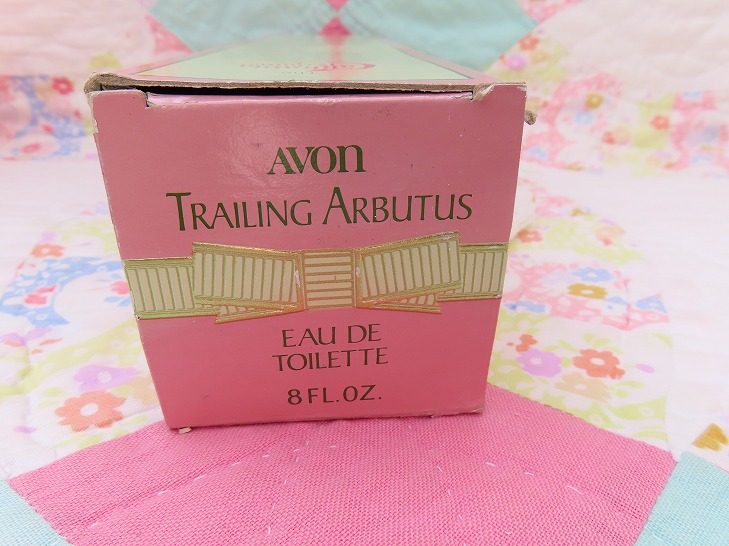 AVON
TRAILING ARBUTUS
EAU DE
TOILETTE
8 FL. OZ.